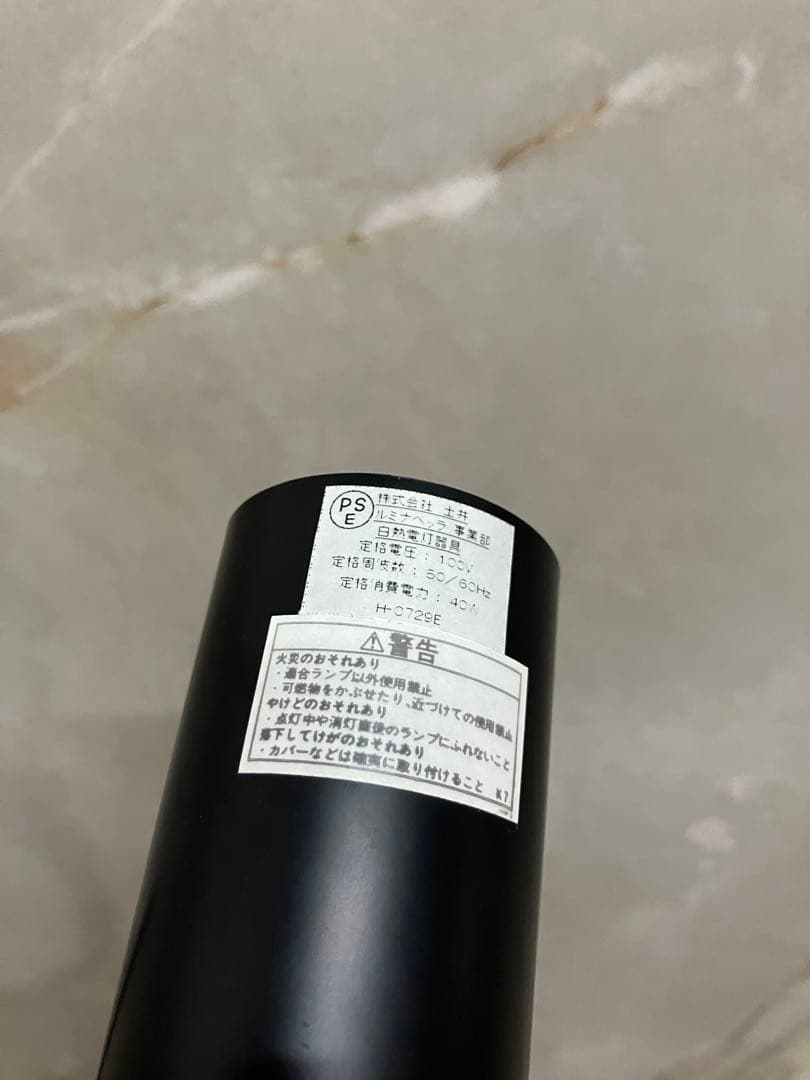 PS
E
株式会社 土井
ルミナベッラ 事業部
白熱電灯器具
定格電圧 : 100V
定格周波数 : 50/60Hz
定格消費電力 : 40W
H-0729E
警告
火災のおそれあり
・適合ランプ以外使用禁止
・可燃物をかぶせたり、近づけての使用禁止
やけどのおそれあり
・点灯中や消灯直後のランプにふれないこと
落下してけがのおそれあり
・カバーなどは確実に取り付けること K7